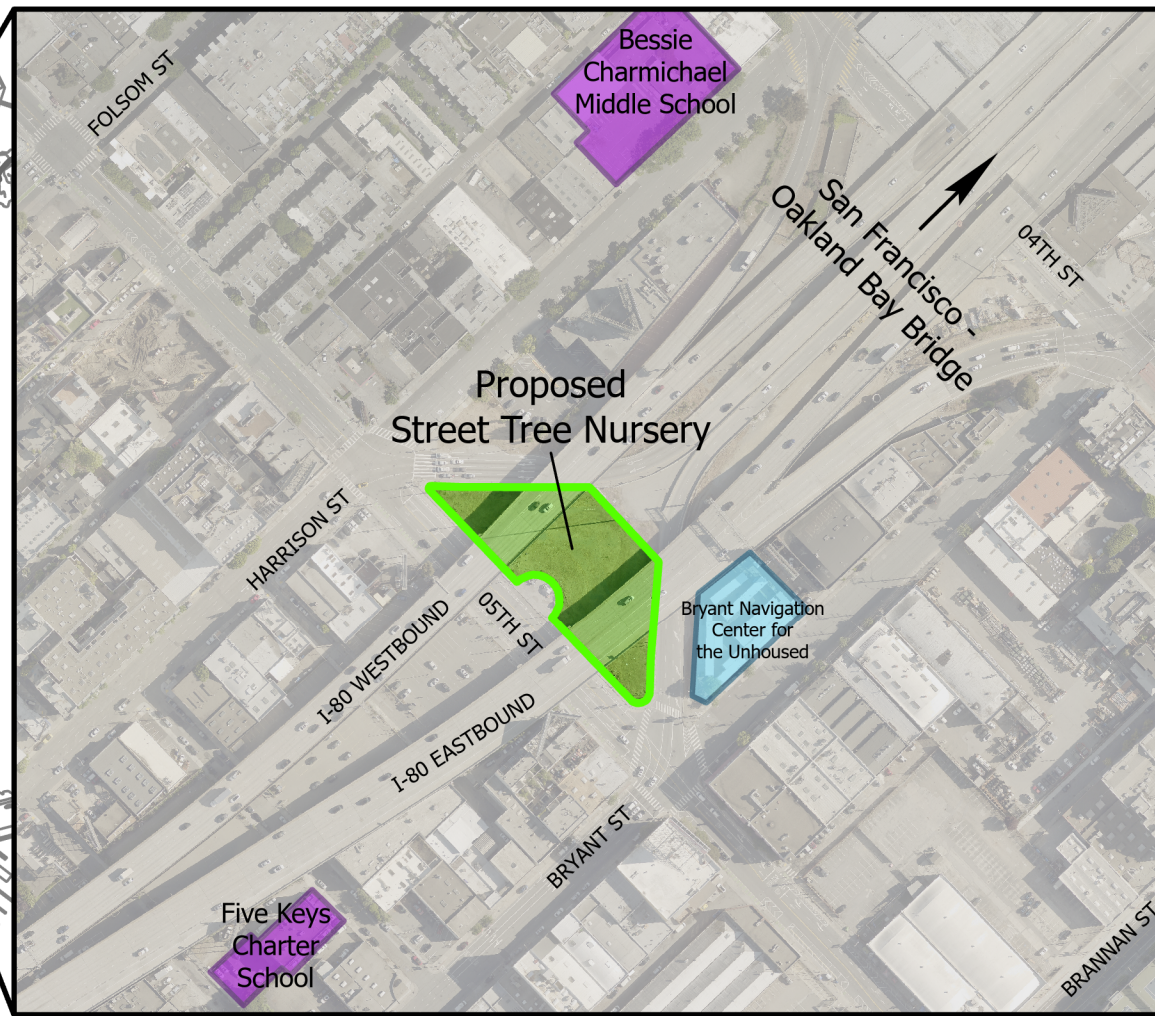 Bessie
Charmichael
Middle School
FOLSOM ST
San Francisco -
Oakland Bay Bridge
04TH ST
Proposed
Street Tree Nursery
HARRISON ST
05TH ST
Bryant Navigation
Center for
the Unhoused
I-80 WESTBOUND
I-80 EASTBOUND
BRYANT ST
Five Keys
Charter
School
BRANNAN ST